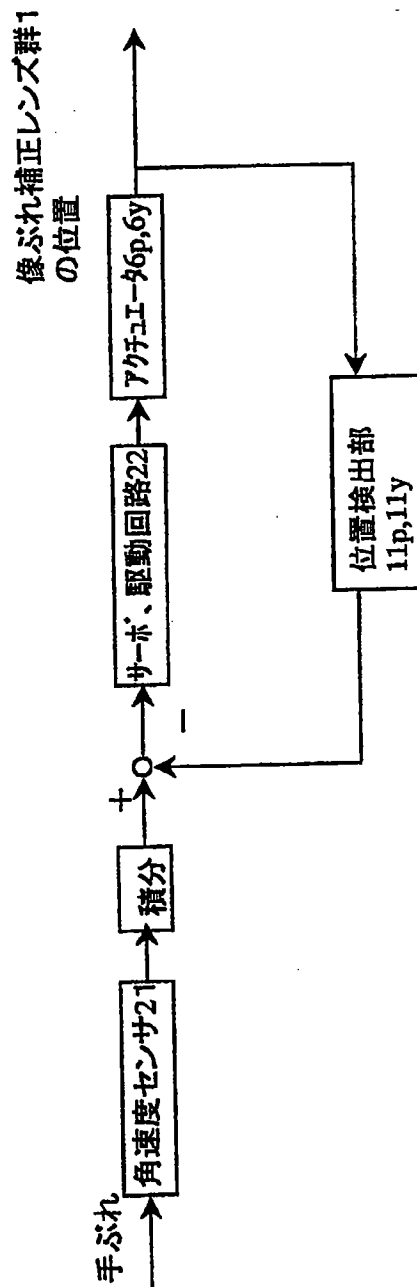 手ぶれ
角速度センサ21
積分
+
−
サーボ、駆動回路22
アクチュエータ6p,6y
像ぶれ補正レンズ群1
の位置
位置検出部
11p,11y